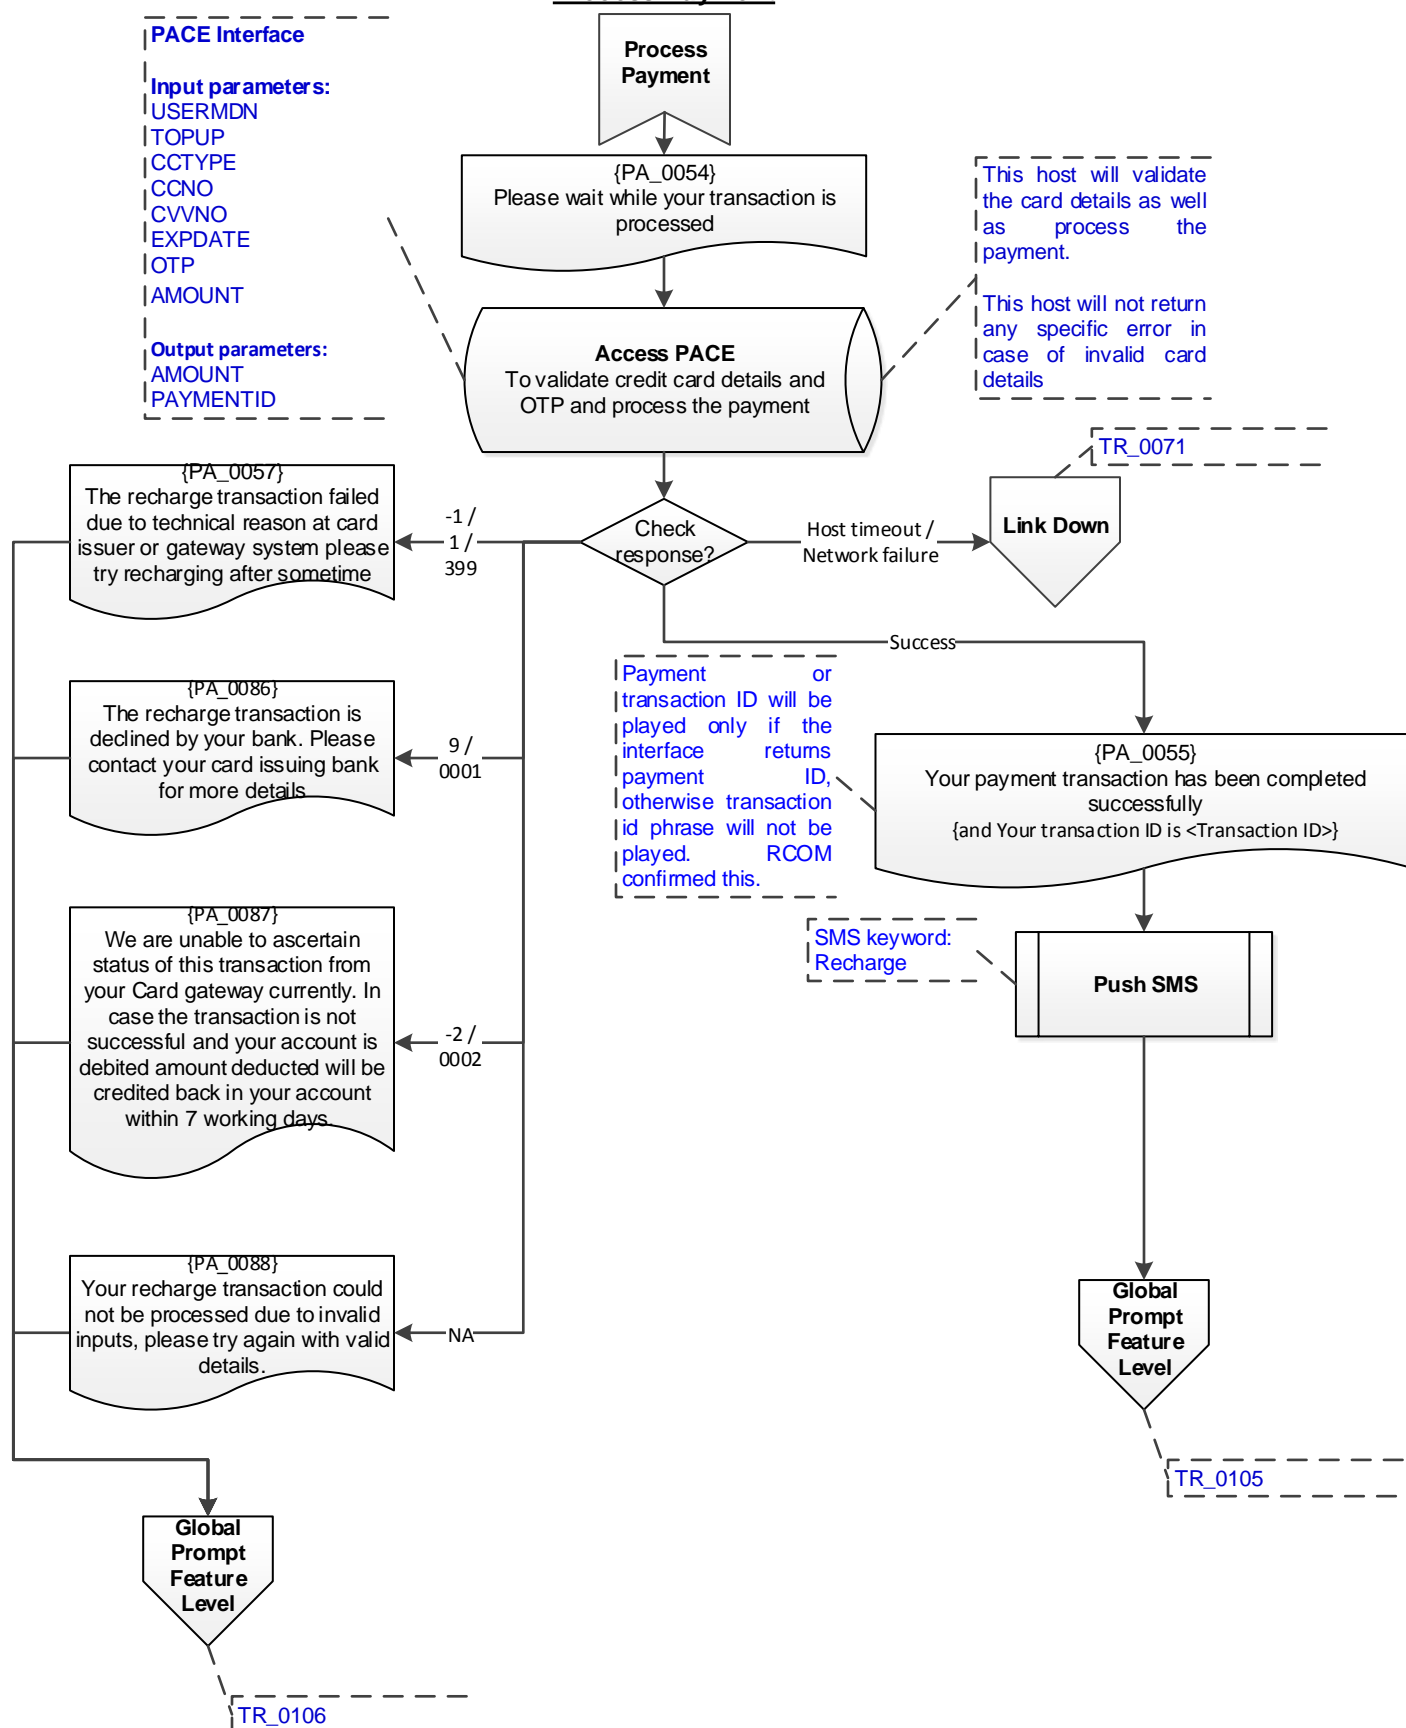 PACE Interface
Input parameters:
USERMDN
TOPUP
CCTYPE
CCNO
CVVNO
EXPDATE
OTP
AMOUNT
Output parameters:
AMOUNT
PAYMENTID
Process
Payment
{PA_0054}
Please wait while your transaction is
processed
This host will validate
the card details as well
as process the
payment.
This host will not return
any specific error in
case of invalid card
details
Access PACE
To validate credit card details and
OTP and process the payment
TR_0071
Link Down
Check
response?
Host timeout /
Network failure
-1 /
1 /
399
{PA_0057}
The recharge transaction failed
due to technical reason at card
issuer or gateway system please
try recharging after sometime
Success
{PA_0086}
The recharge transaction is
declined by your bank. Please
contact your card issuing bank
for more details
9 /
0001
Payment or
transaction ID will be
played only if the
interface returns
payment ID,
otherwise transaction
id phrase will not be
played. RCOM
confirmed this.
{PA_0055}
Your payment transaction has been completed
successfully
{and Your transaction ID is <Transaction ID>}
{PA_0087}
We are unable to ascertain
status of this transaction from
your Card gateway currently. In
case the transaction is not
successful and your account is
debited amount deducted will be
credited back in your account
within 7 working days.
-2 /
0002
SMS keyword:
Recharge
Push SMS
{PA_0088}
Your recharge transaction could
not be processed due to invalid
inputs, please try again with valid
details.
NA
Global
Prompt
Feature
Level
TR_0105
Global
Prompt
Feature
Level
TR_0106